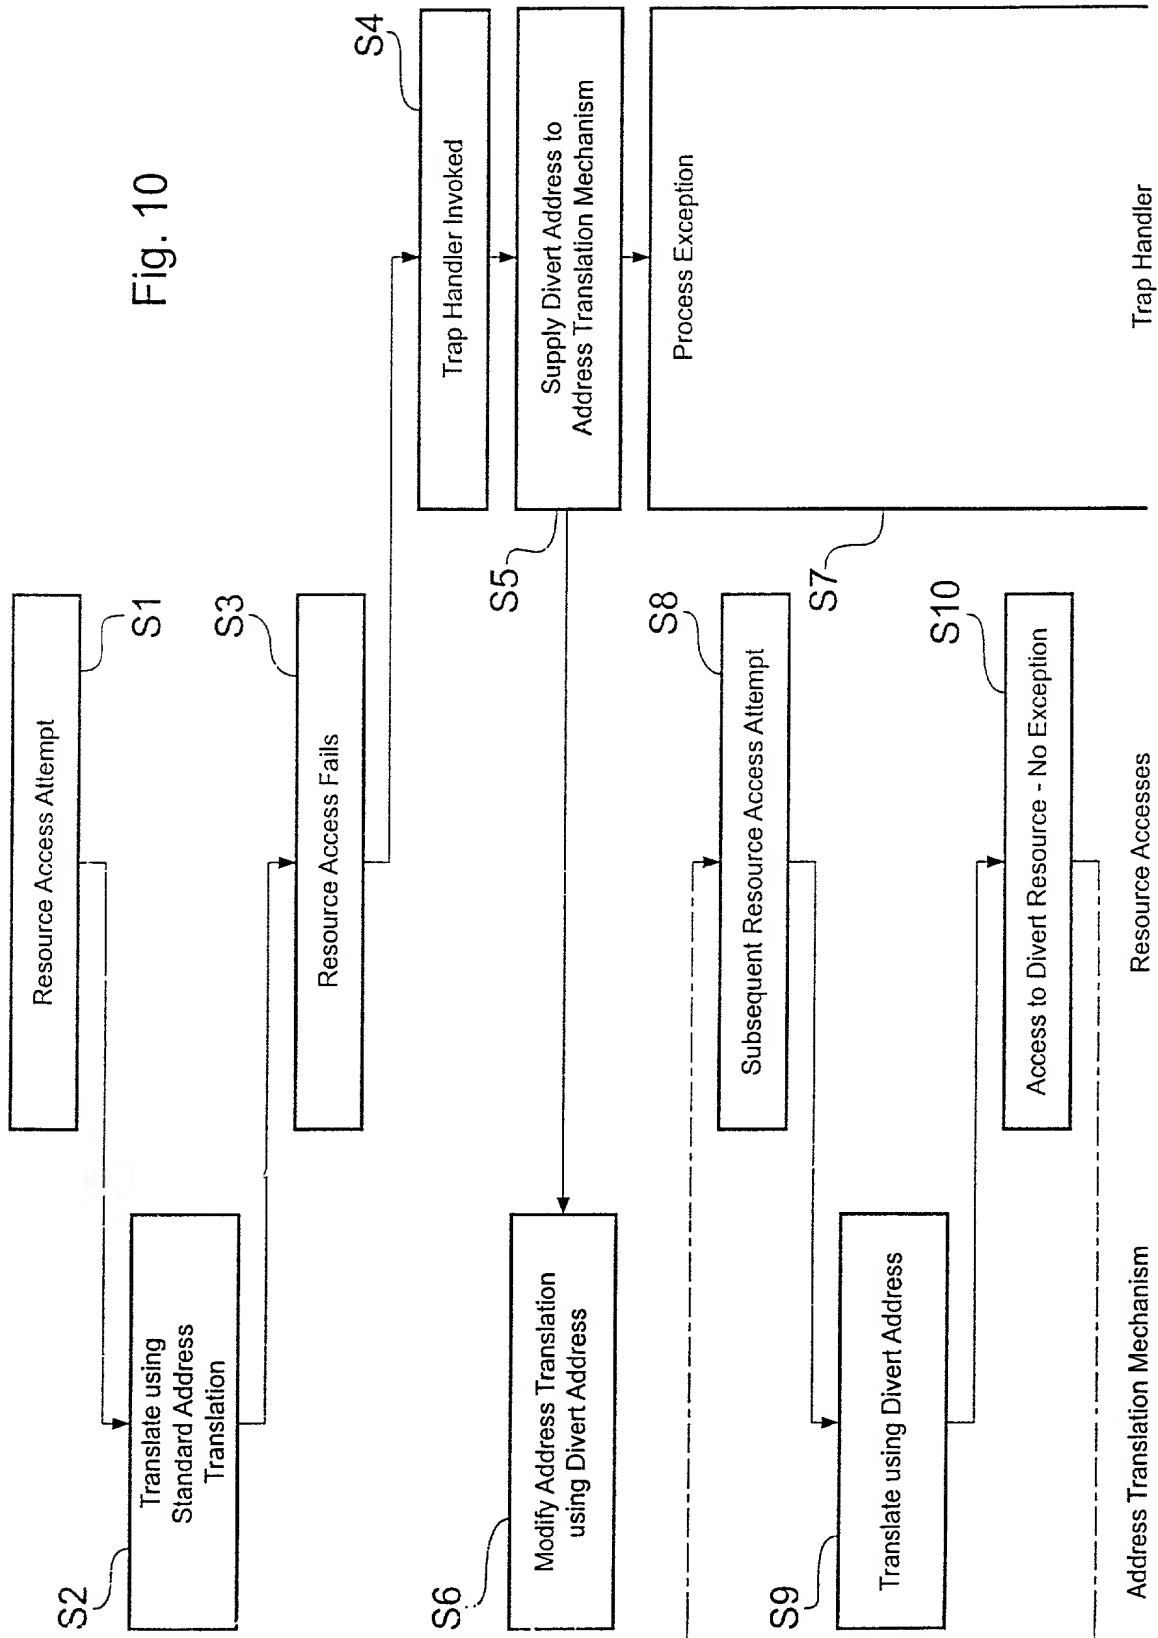 Fig. 10
Resource Access Attempt
S1
S2
Translate using
Standard Address
Translation
S3
Resource Access Fails
S4
Trap Handler Invoked
S5
Supply Divert Address to
Address Translation Mechanism
S6
Modify Address Translation
using Divert Address
Process Exception
S7
S8
Subsequent Resource Access Attempt
S9
Translate using Divert Address
S10
Access to Divert Resource - No Exception
Address Translation Mechanism
Resource Accesses
Trap Handler